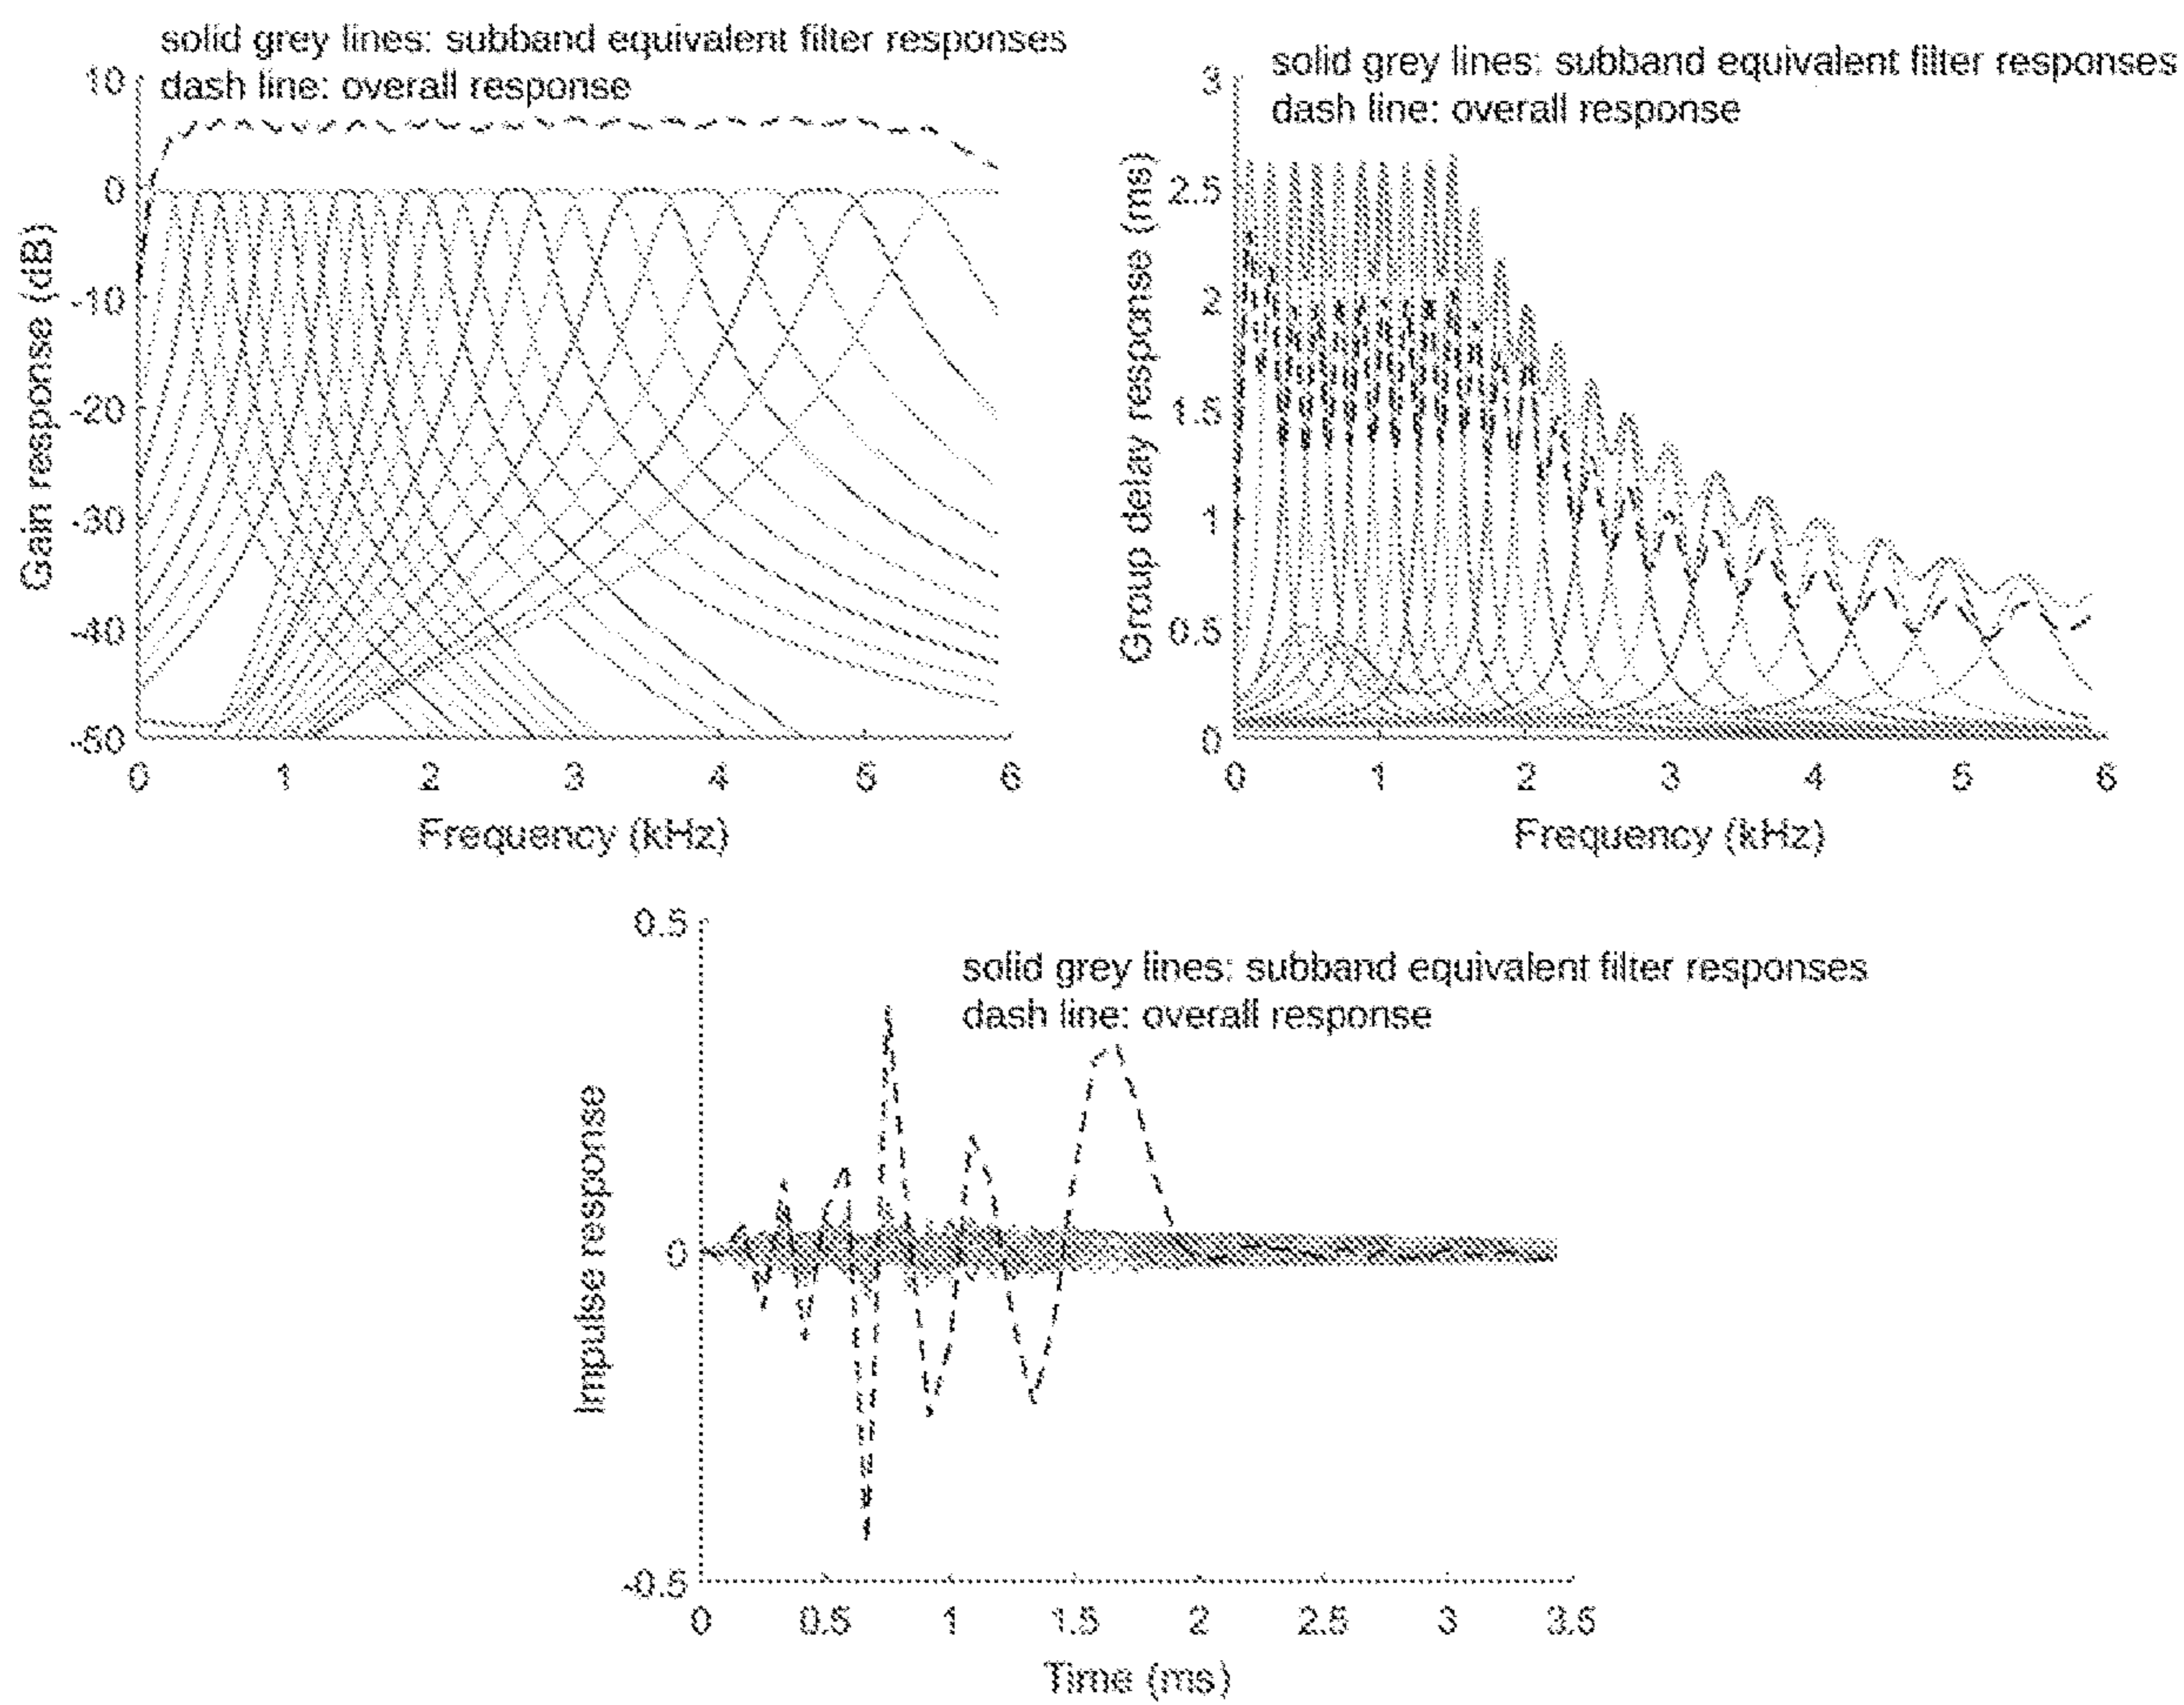 solid grey lines: subband equivalent filter responses
dash line: overall response
10
0
-10
-20
-30
-40
-50
Gain response (dB)
0 1 2 3 4 5 6
Frequency (kHz)
solid grey lines: subband equivalent filter responses
dash line: overall response
3
2.5
2
1.5
1
0.5
0
Group delay response (ms)
0 1 2 3 4 5 6
Frequency (kHz)
solid grey lines: subband equivalent filter responses
dash line: overall response
0.5
0
-0.5
Impulse response
0 0.5 1 1.5 2 2.5 3 3.5
Time (ms)